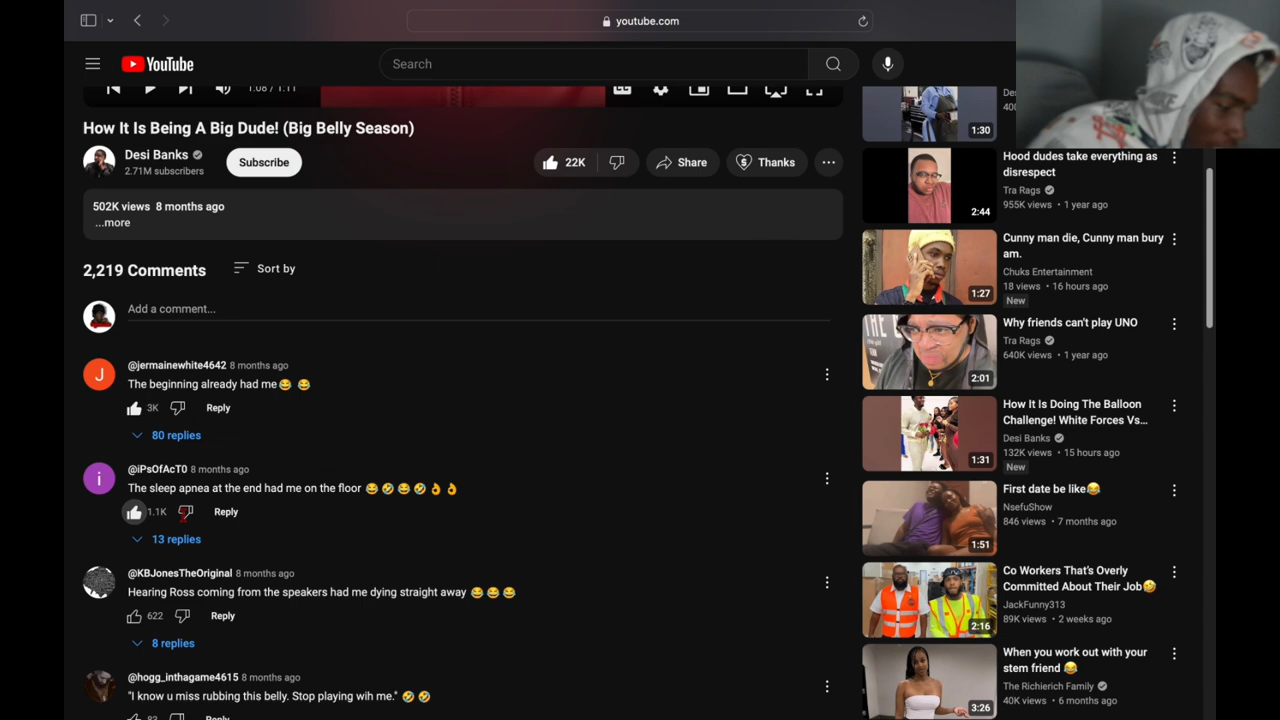 youtube.com
YouTube
Search
1:08 / 1:11
How It Is Being A Big Dude! (Big Belly Season)
Desi Banks
2.71M subscribers
Subscribe
22K
Share
Thanks
502K views 8 months ago
...more
2,219 Comments
Sort by
Add a comment...
@jermainewhite4642 8 months ago
The beginning already had me😂 😂
3K
Reply
80 replies
@iPsOfAcT0 8 months ago
The sleep apnea at the end had me on the floor 😂🤣😂🤣👌👌
1.1K
Reply
13 replies
@KBJonesTheOriginal 8 months ago
Hearing Ross coming from the speakers had me dying straight away 😂😂😂
622
Reply
8 replies
@hogg_inthagame4615 8 months ago
"I know u miss rubbing this belly. Stop playing wih me." 🤣🤣
83
Reply
1:30
Des
400
2:44
Hood dudes take everything as
disrespect
Tra Rags
955K views • 1 year ago
1:27
Cunny man die, Cunny man bury
am.
Chuks Entertainment
18 views • 16 hours ago
New
2:01
Why friends can't play UNO
Tra Rags
640K views • 1 year ago
1:31
How It Is Doing The Balloon
Challenge! White Forces Vs...
Desi Banks
132K views • 15 hours ago
New
1:51
First date be like😂
NsefuShow
846 views • 7 months ago
2:16
Co Workers That's Overly
Committed About Their Job🤣
JackFunny313
89K views • 2 weeks ago
3:26
When you work out with your
stem friend 😂
The Richierich Family
40K views • 6 months ago